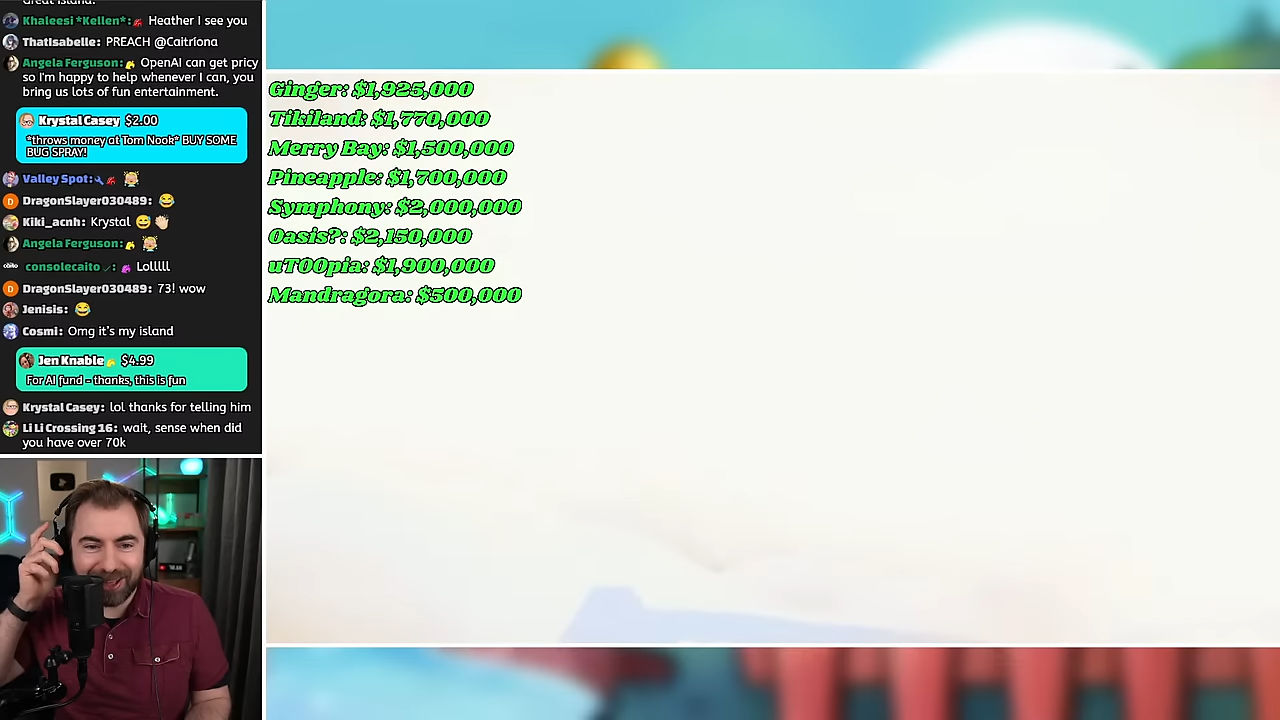 Great Island.
Khaleesi *Kellen*: Heather I see you
ThatIsabelle: PREACH @Caitriona
Angela Ferguson: OpenAI can get pricy
so I'm happy to help whenever I can, you
bring us lots of fun entertainment.
Krystal Casey $2.00
*throws money at Tom Nook* BUY SOME
BUG SPRAY!
Valley Spot:
DragonSlayer030489: 😂
Kiki_acnh: Krystal 😅👏🏻
Angela Ferguson:
consolecaito: Lolllll
DragonSlayer030489: 73! wow
Jenisis: 😂
Cosmi: Omg it's my island
Jen Knable $4.99
For AI fund - thanks, this is fun
Krystal Casey: lol thanks for telling him
Li Li Crossing 16: wait, sense when did
you have over 70k
Ginger: $1,925,000
Tikiland: $1,770,000
Merry Bay: $1,500,000
Pineapple: $1,700,000
Symphony: $2,000,000
Oasis?: $2,150,000
uTOOpia: $1,900,000
Mandragora: $500,000